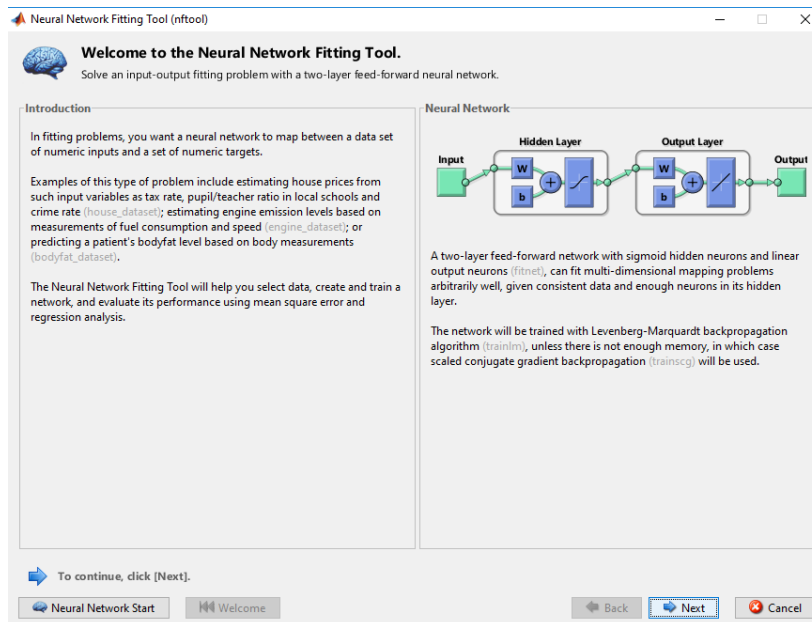 Neural Network Fitting Tool (nftool)
Welcome to the Neural Network Fitting Tool.
Solve an input-output fitting problem with a two-layer feed-forward neural network.
Introduction
In fitting problems, you want a neural network to map between a data set
of numeric inputs and a set of numeric targets.
Examples of this type of problem include estimating house prices from
such input variables as tax rate, pupil/teacher ratio in local schools and
crime rate (house_dataset); estimating engine emission levels based on
measurements of fuel consumption and speed (engine_dataset); or
predicting a patient's bodyfat level based on body measurements
(bodyfat_dataset).
The Neural Network Fitting Tool will help you select data, create and train a
network, and evaluate its performance using mean square error and
regression analysis.
Neural Network
Hidden Layer
Output Layer
Input
Output
W
b
W
b
A two-layer feed-forward network with sigmoid hidden neurons and linear
output neurons (fitnet), can fit multi-dimensional mapping problems
arbitrarily well, given consistent data and enough neurons in its hidden
layer.
The network will be trained with Levenberg-Marquardt backpropagation
algorithm (trainlm), unless there is not enough memory, in which case
scaled conjugate gradient backpropagation (trainscg) will be used.
To continue, click [Next].
Neural Network Start
Welcome
Back
Next
Cancel